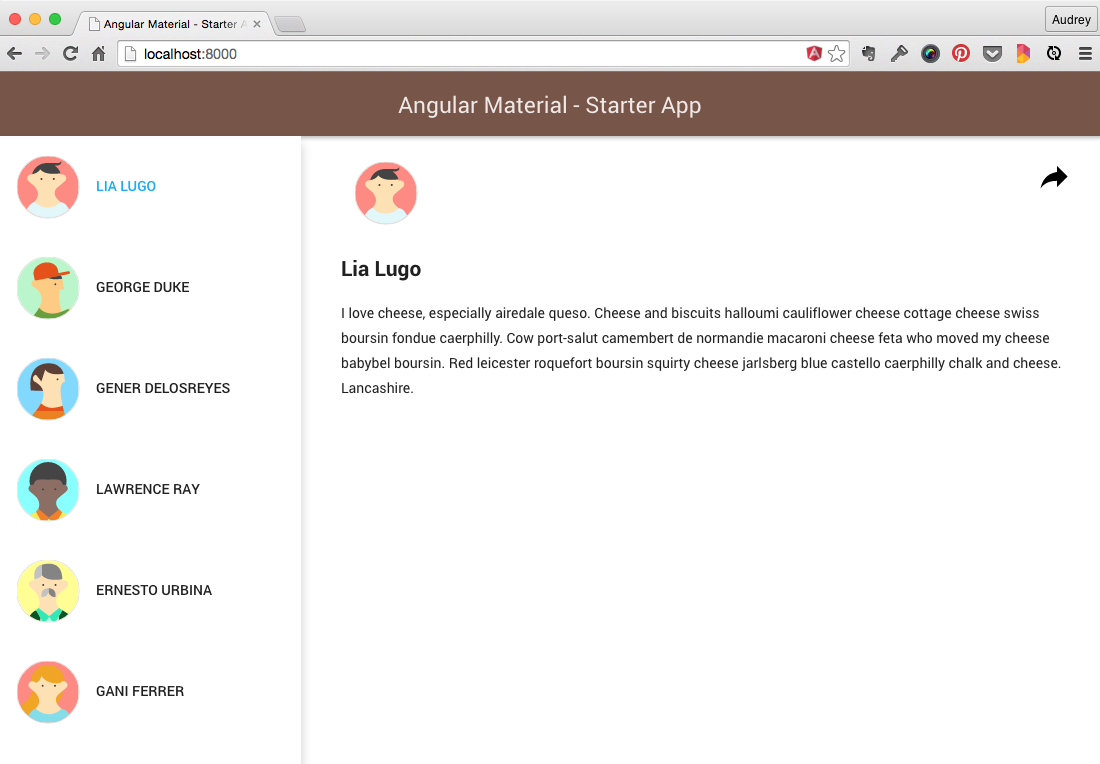 Angular Material - Starter A
Audrey
localhost:8000
Angular Material - Starter App
LIA LUGO
GEORGE DUKE
GENER DELOSREYES
LAWRENCE RAY
ERNESTO URBINA
GANI FERRER
Lia Lugo
I love cheese, especially airedale queso. Cheese and biscuits halloumi cauliflower cheese cottage cheese swiss
boursin fondue caerphilly. Cow port-salut camembert de normandie macaroni cheese feta who moved my cheese
babybel boursin. Red leicester roquefort boursin squirty cheese jarlsberg blue castello caerphilly chalk and cheese.
Lancashire.